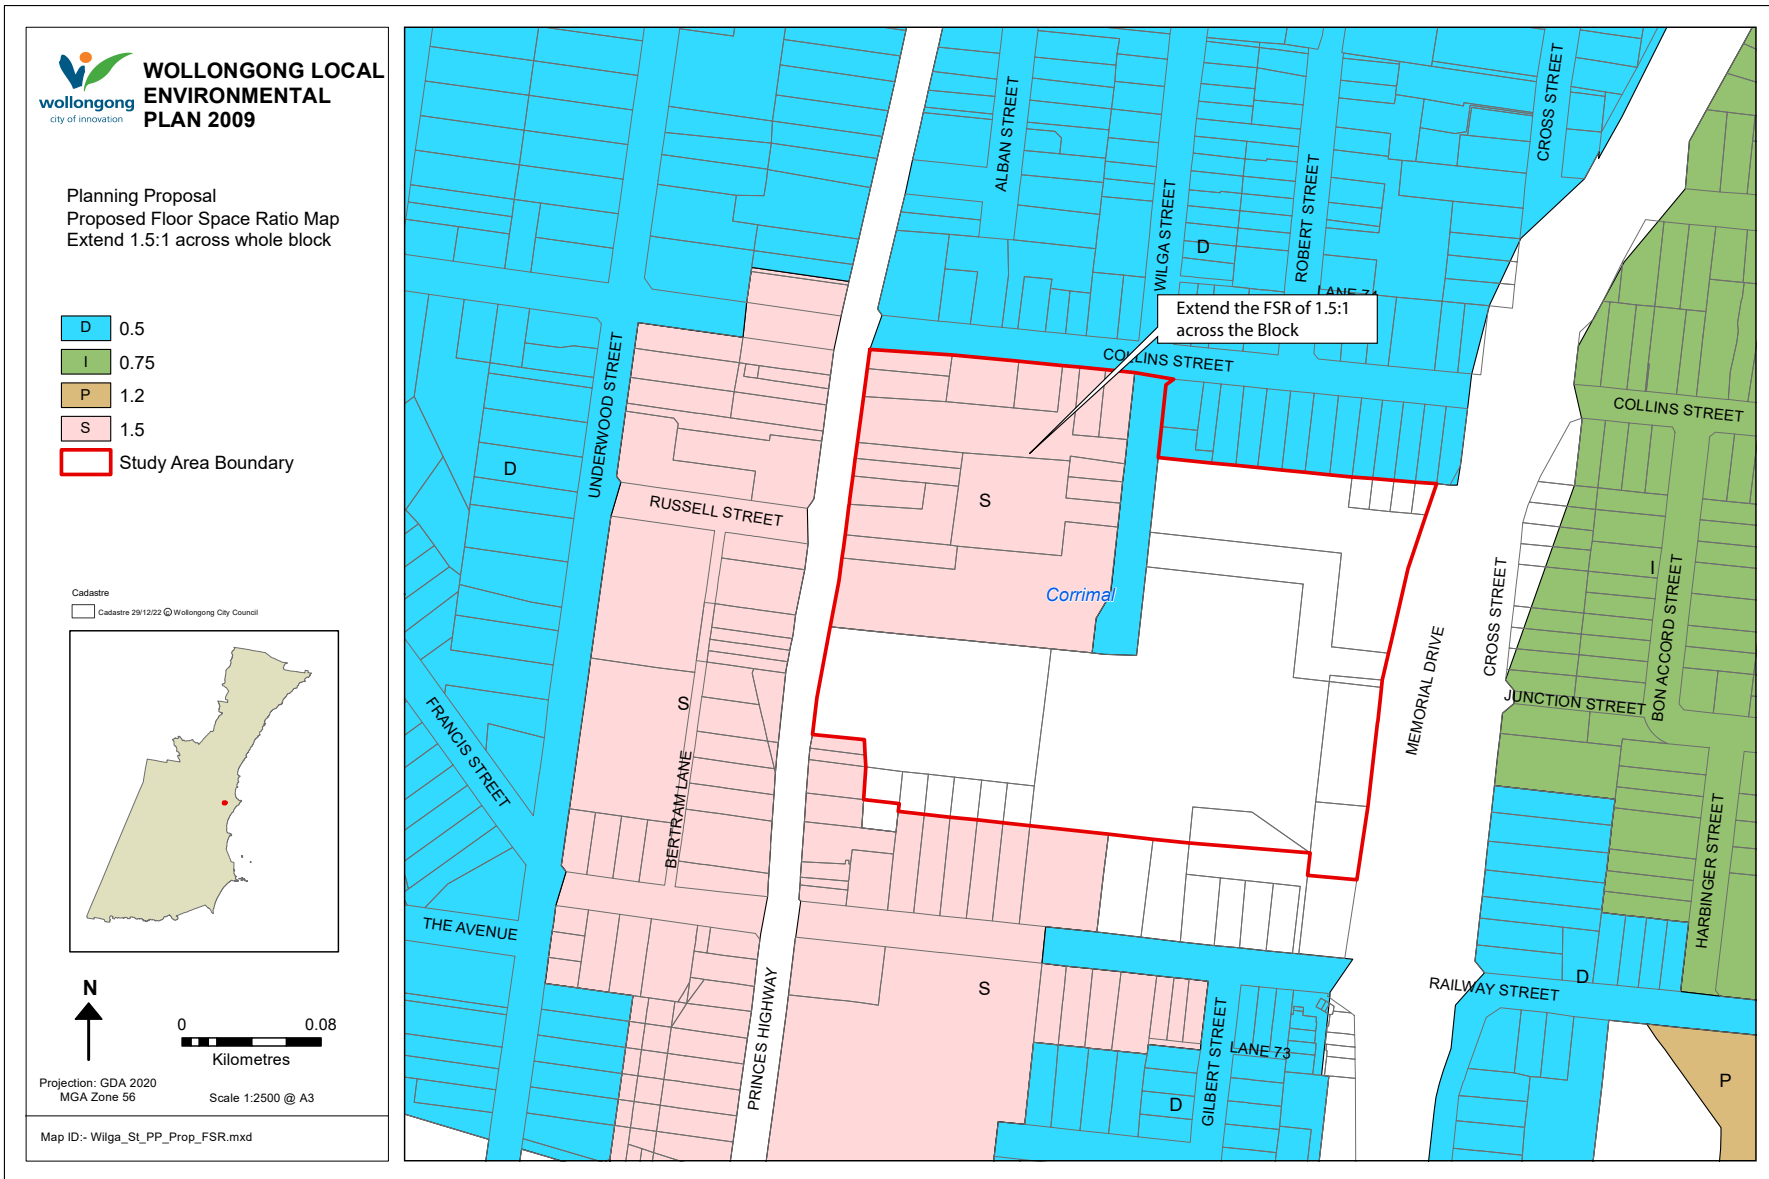 wollongong
city of innovation
WOLLONGONG LOCAL
ENVIRONMENTAL
PLAN 2009
Planning Proposal
Proposed Floor Space Ratio Map
Extend 1.5:1 across whole block
D 0.5
I 0.75
P 1.2
S 1.5
Study Area Boundary
Cadastre
Cadastre 29/12/22 © Wollongong City Council
N
0 0.08
Kilometres
Projection: GDA 2020
MGA Zone 56
Scale 1:2500 @ A3
Map ID:- Wilga_St_PP_Prop_FSR.mxd
ALBAN STREET
WILGA STREET
ROBERT STREET
CROSS STREET
D
LANE 74
Extend the FSR of 1.5:1
across the Block
COLLINS STREET
COLLINS STREET
UNDERWOOD STREET
D
RUSSELL STREET
S
Corrimal
I
CROSS STREET
BON ACCORD STREET
MEMORIAL DRIVE
JUNCTION STREET
S
FRANCIS STREET
BERTRAM LANE
HARBINGER STREET
THE AVENUE
PRINCES HIGHWAY
S
D
RAILWAY STREET
GILBERT STREET
LANE 73
D
P